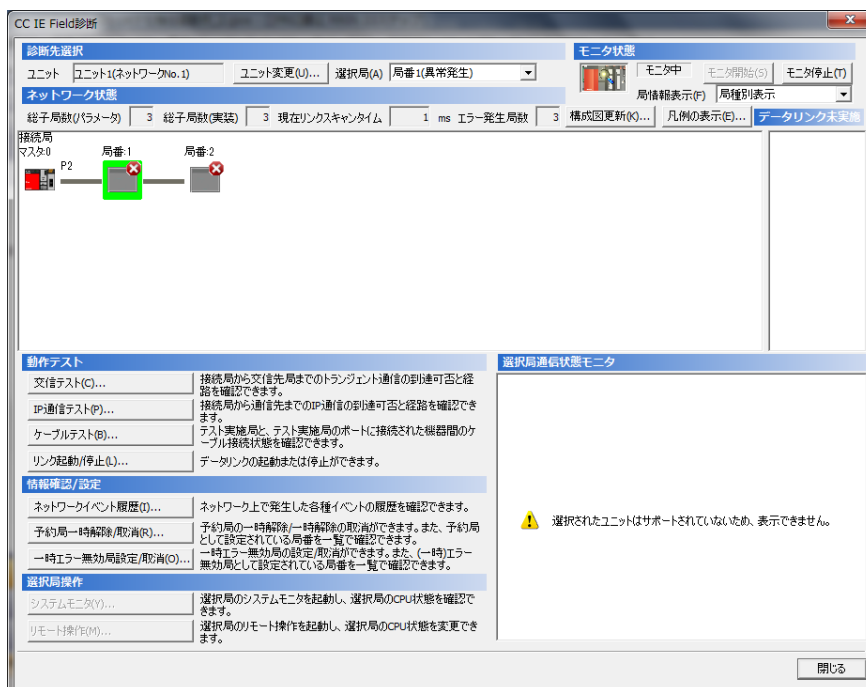 CC IE Field診断
診断先選択
ユニット ユニット1(ネットワークNo.1) ユニット変更(U)... 選択局(A) 局番1(異常発生)
モニタ状態
モニタ中 モニタ開始(S) モニタ停止(T)
局情報表示(F) 局種別表示
ネットワーク状態
総子局数(パラメータ) 3 総子局数(実装) 3 現在リンクスキャンタイム 1 ms エラー発生局数 3 構成図更新(K)... 凡例の表示(E)... データリンク未実施
接続局
マスタ:0 局番:1 局番:2
P2
動作テスト
交信テスト(C)...
接続局から交信先局までのトランジェント通信の到達可否と経
路を確認できます。
IP通信テスト(P)...
接続局から通信先までのIP通信の到達可否と経路を確認でき
ます。
ケーブルテスト(B)...
テスト実施局と、テスト実施局のポートに接続された機器間のケ
ーブル接続状態を確認できます。
リンク起動/停止(L)...
データリンクの起動または停止ができます。
情報確認/設定
ネットワークイベント履歴(I)...
ネットワーク上で発生した各種イベントの履歴を確認できます。
予約局一時解除/取消(R)...
予約局の一時解除/一時解除の取消ができます。また、予約局
として設定されている局番を一覧で確認できます。
一時エラー無効局設定/取消(O)...
一時エラー無効局の設定/取消ができます。また、(一時)エラー
無効局として設定されている局番を一覧で確認できます。
選択局操作
システムモニタ(Y)...
選択局のシステムモニタを起動し、選択局のCPU状態を確認で
きます。
リモート操作(M)...
選択局のリモート操作を起動し、選択局のCPU状態を変更でき
ます。
選択局通信状態モニタ
選択されたユニットはサポートされていないため、表示できません。
閉じる